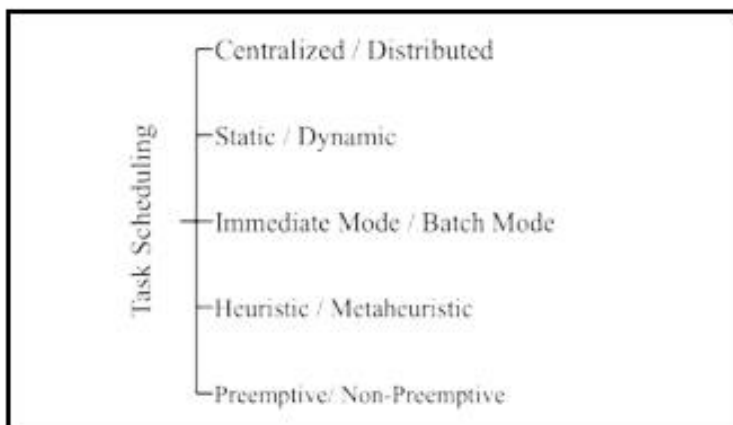 Task Scheduling
Centralized / Distributed
Static / Dynamic
Immediate Mode / Batch Mode
Heuristic / Metaheuristic
Preemptive/ Non-Preemptive